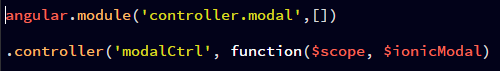 angular.module('controller.modal',[])
.controller('modalCtrl', function($scope, $ionicModal)